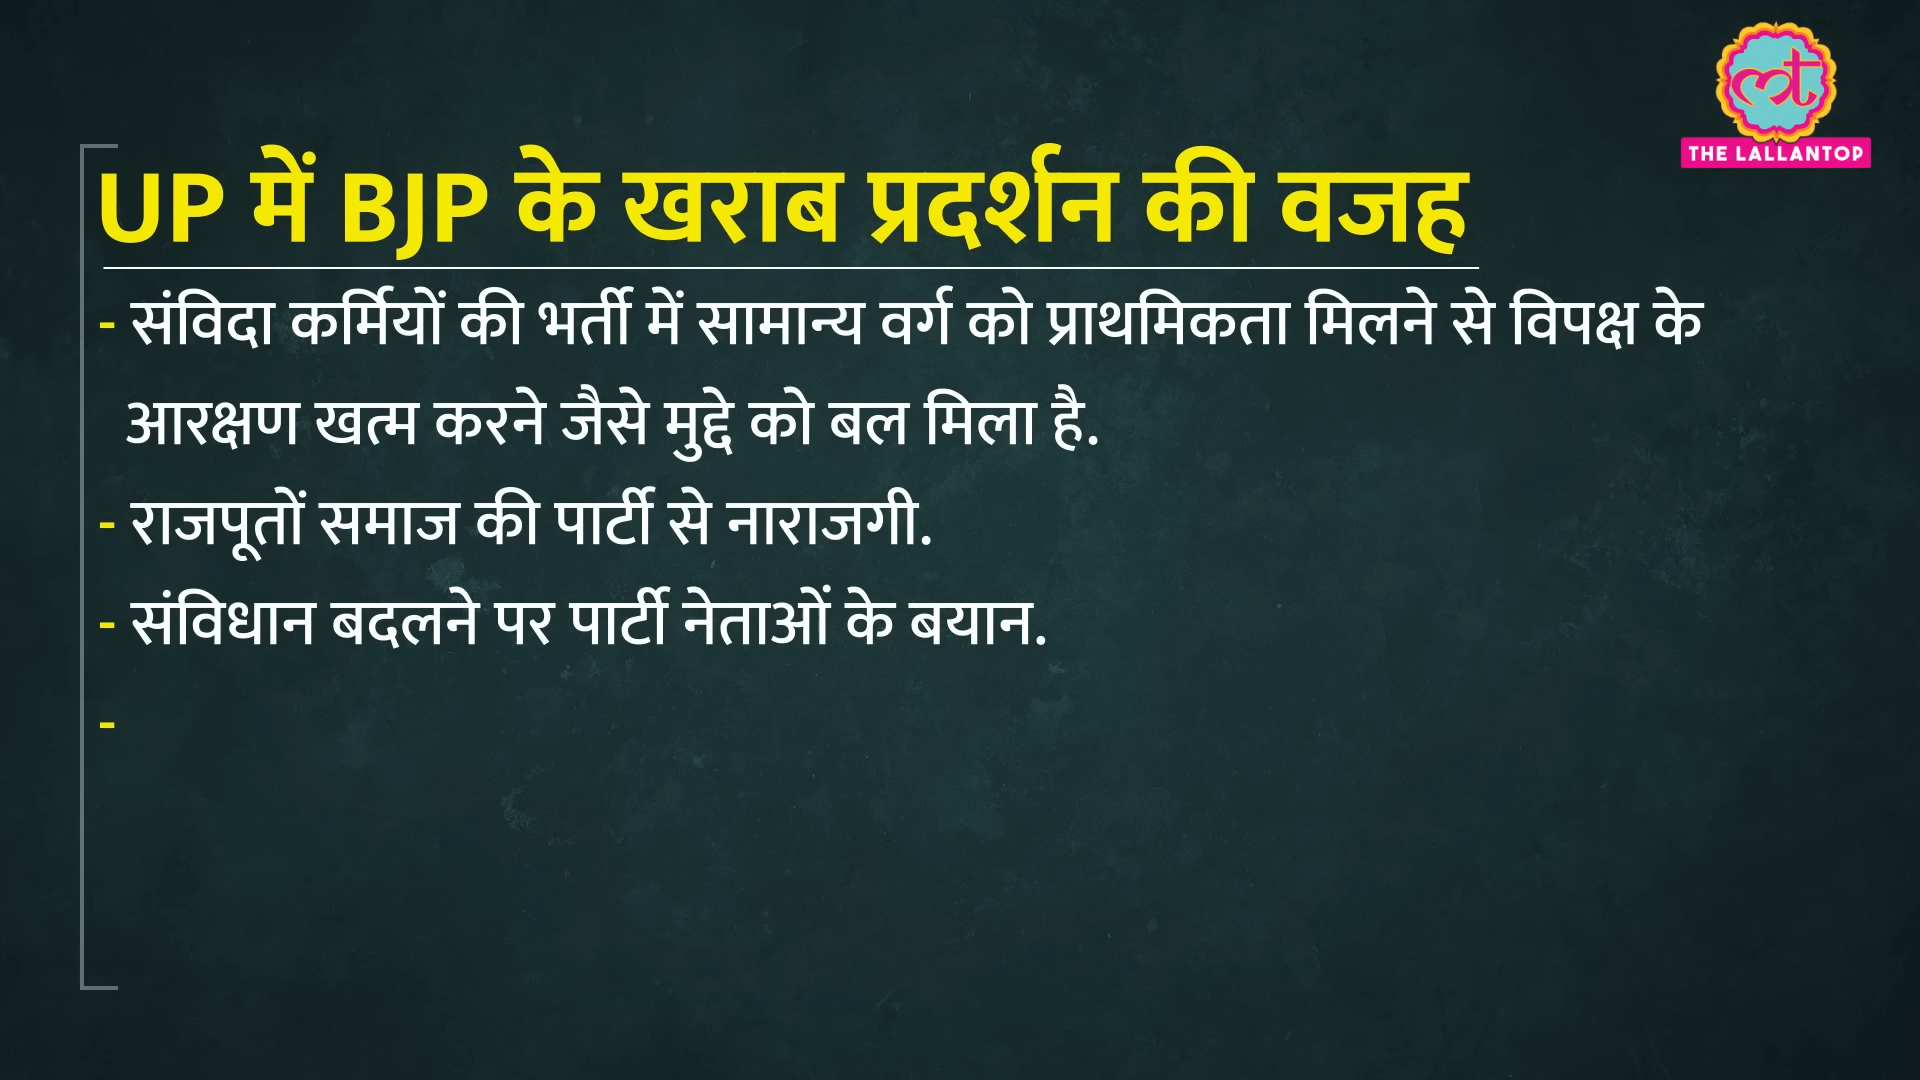 THE LALLANTOP
UP में BJP के खराब प्रदर्शन की वजह
- संविदा कर्मियों की भर्ती में सामान्य वर्ग को प्राथमिकता मिलने से विपक्ष के
आरक्षण खत्म करने जैसे मुद्दे को बल मिला है.
- राजपूतों समाज की पार्टी से नाराजगी.
- संविधान बदलने पर पार्टी नेताओं के बयान.
-